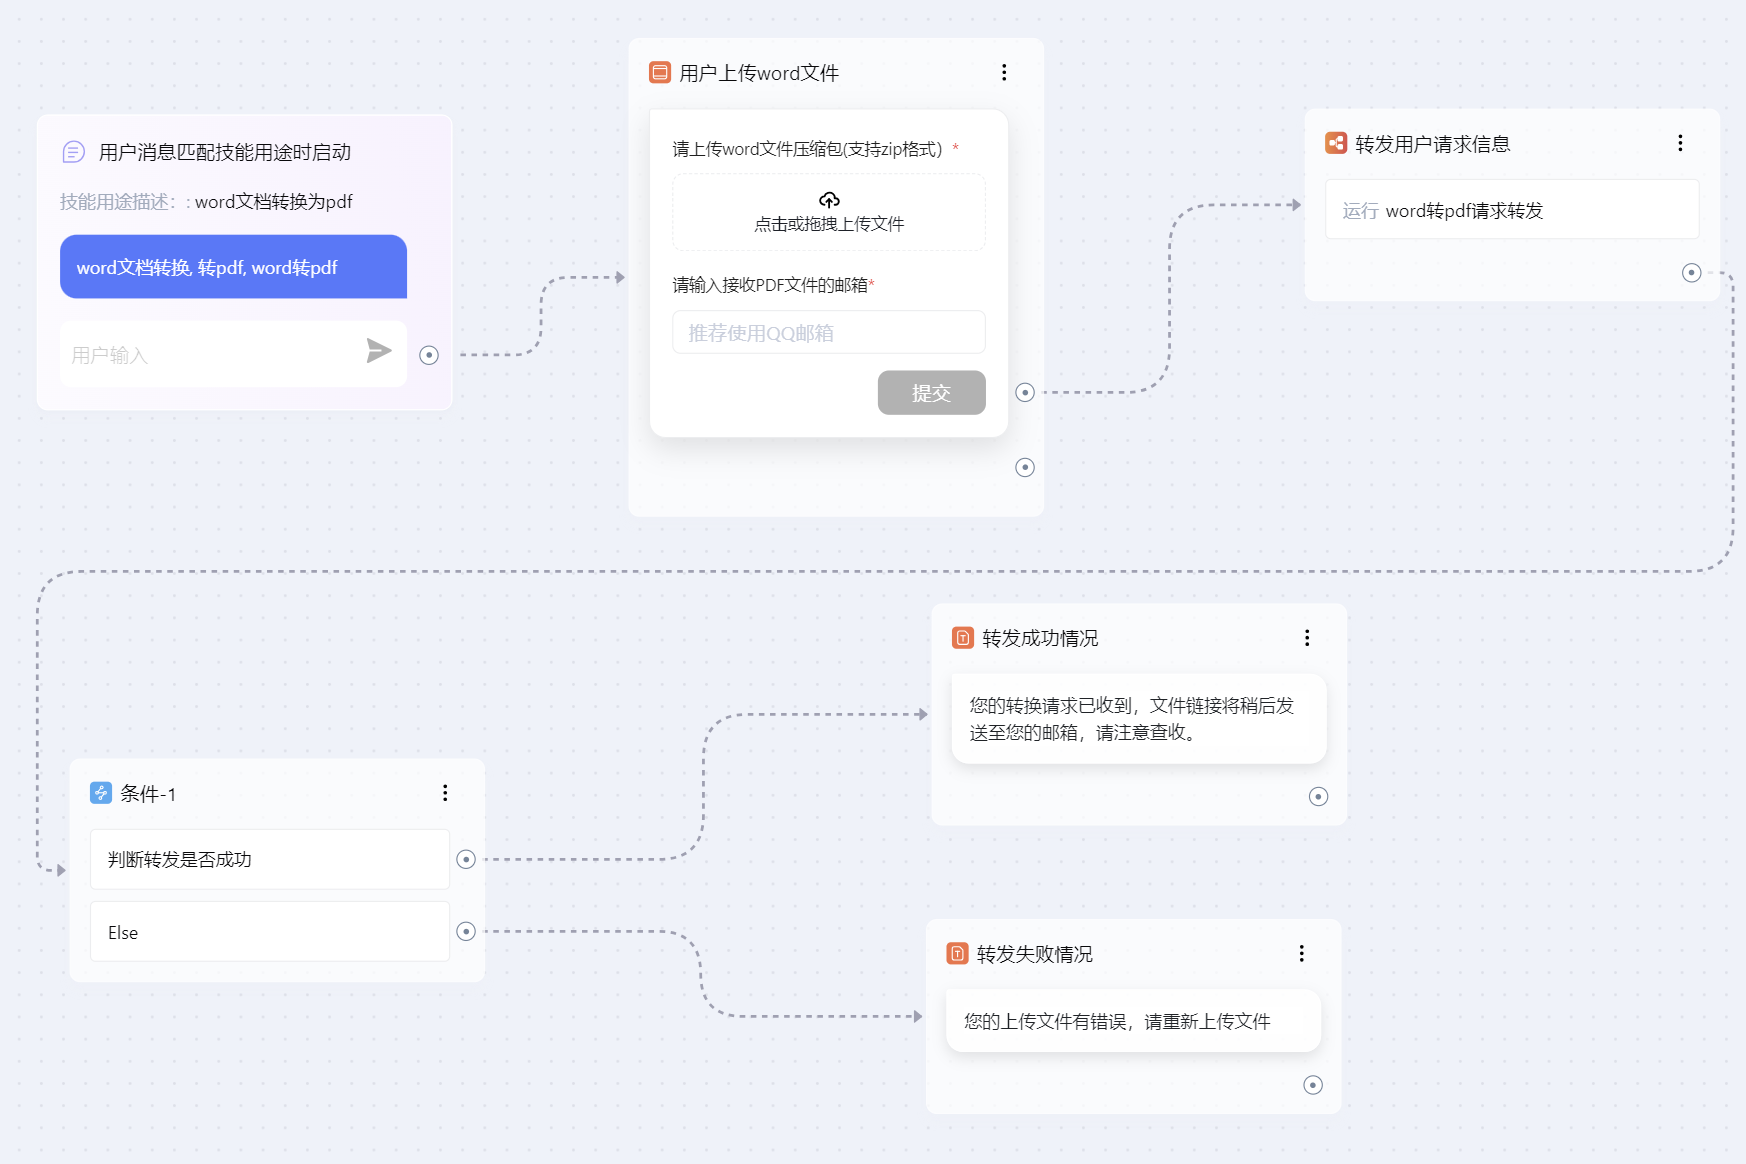 用户消息匹配技能用途时启动
技能用途描述：: word文档转换为pdf
word文档转换, 转pdf, word转pdf
用户输入
用户上传word文件
请上传word文件压缩包(支持zip格式） *
点击或拖拽上传文件
请输入接收PDF文件的邮箱*
推荐使用QQ邮箱
提交
转发用户请求信息
运行 word转pdf请求转发
条件-1
判断转发是否成功
Else
转发成功情况
您的转换请求已收到，文件链接将稍后发
送至您的邮箱，请注意查收。
转发失败情况
您的上传文件有错误，请重新上传文件